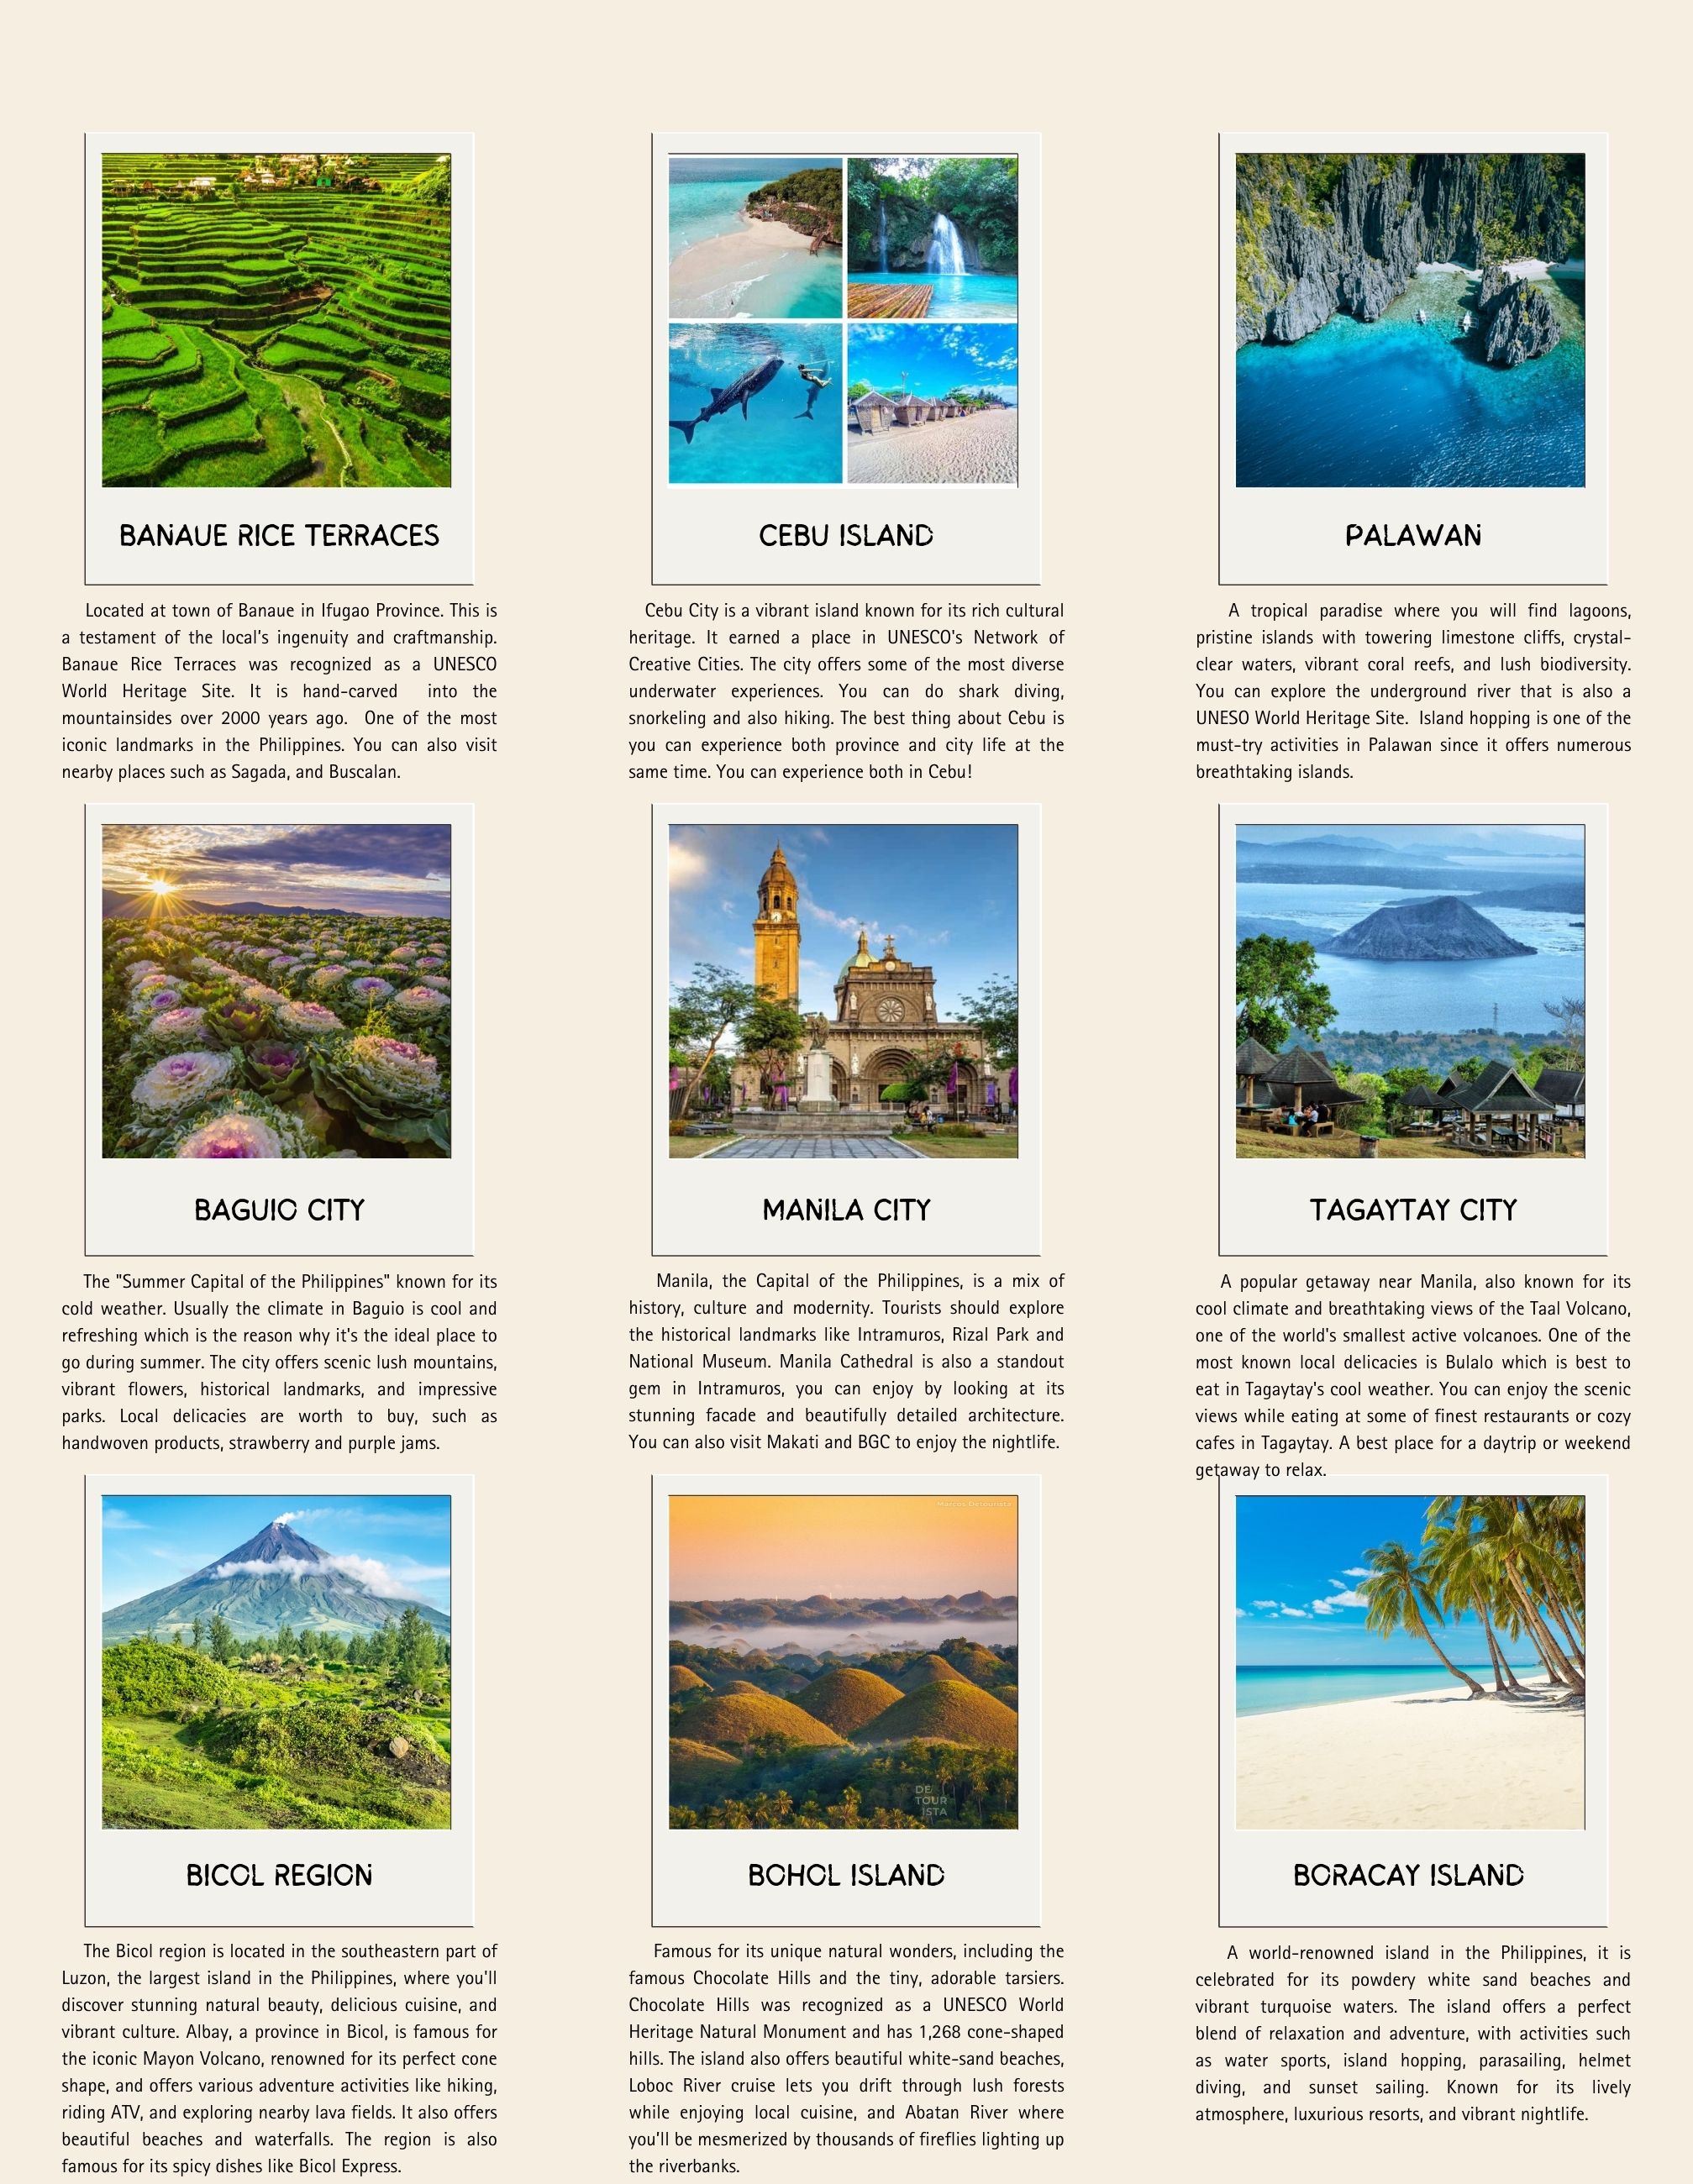 BANAUE RICE TERRACES
Located at town of Banaue in Ifugao Province. This is
a testament of the local's ingenuity and craftmanship.
Banaue Rice Terraces was recognized as a UNESCO
World Heritage Site. It is hand-carved into the
mountainsides over 2000 years ago. One of the most
iconic landmarks in the Philippines. You can also visit
nearby places such as Sagada, and Buscalan.
CEBU ISLAND
Cebu City is a vibrant island known for its rich cultural
heritage. It earned a place in UNESCO's Network of
Creative Cities. The city offers some of the most diverse
underwater experiences. You can do shark diving,
snorkeling and also hiking. The best thing about Cebu is
you can experience both province and city life at the
same time. You can experience both in Cebu!
PALAWAN
A tropical paradise where you will find lagoons,
pristine islands with towering limestone cliffs, crystal-
clear waters, vibrant coral reefs, and lush biodiversity.
You can explore the underground river that is also a
UNESO World Heritage Site. Island hopping is one of the
must-try activities in Palawan since it offers numerous
breathtaking islands.
BAGUIO CITY
The "Summer Capital of the Philippines" known for its
cold weather. Usually the climate in Baguio is cool and
refreshing which is the reason why it's the ideal place to
go during summer. The city offers scenic lush mountains,
vibrant flowers, historical landmarks, and impressive
parks. Local delicacies are worth to buy, such as
handwoven products, strawberry and purple jams.
MANILA CITY
Manila, the Capital of the Philippines, is a mix of
history, culture and modernity. Tourists should explore
the historical landmarks like Intramuros, Rizal Park and
National Museum. Manila Cathedral is also a standout
gem in Intramuros, you can enjoy by looking at its
stunning facade and beautifully detailed architecture.
You can also visit Makati and BGC to enjoy the nightlife.
TAGAYTAY CITY
A popular getaway near Manila, also known for its
cool climate and breathtaking views of the Taal Volcano,
one of the world's smallest active volcanoes. One of the
most known local delicacies is Bulalo which is best to
eat in Tagaytay's cool weather. You can enjoy the scenic
views while eating at some of finest restaurants or cozy
cafes in Tagaytay. A best place for a daytrip or weekend
getaway to relax.
BICOL REGION
The Bicol region is located in the southeastern part of
Luzon, the largest island in the Philippines, where you'll
discover stunning natural beauty, delicious cuisine, and
vibrant culture. Albay, a province in Bicol, is famous for
the iconic Mayon Volcano, renowned for its perfect cone
shape, and offers various adventure activities like hiking,
riding ATV, and exploring nearby lava fields. It also offers
beautiful beaches and waterfalls. The region is also
famous for its spicy dishes like Bicol Express.
DE
TOUR
ISTA
BOHOL ISLAND
Famous for its unique natural wonders, including the
famous Chocolate Hills and the tiny, adorable tarsiers.
Chocolate Hills was recognized as a UNESCO World
Heritage Natural Monument and has 1,268 cone-shaped
hills. The island also offers beautiful white-sand beaches,
Loboc River cruise lets you drift through lush forests
while enjoying local cuisine, and Abatan River where
you'll be mesmerized by thousands of fireflies lighting up
the riverbanks.
BORACAY ISLAND
A world-renowned island in the Philippines, it is
celebrated for its powdery white sand beaches and
vibrant turquoise waters. The island offers a perfect
blend of relaxation and adventure, with activities such
as water sports, island hopping, parasailing, helmet
diving, and sunset sailing. Known for its lively
atmosphere, luxurious resorts, and vibrant nightlife.